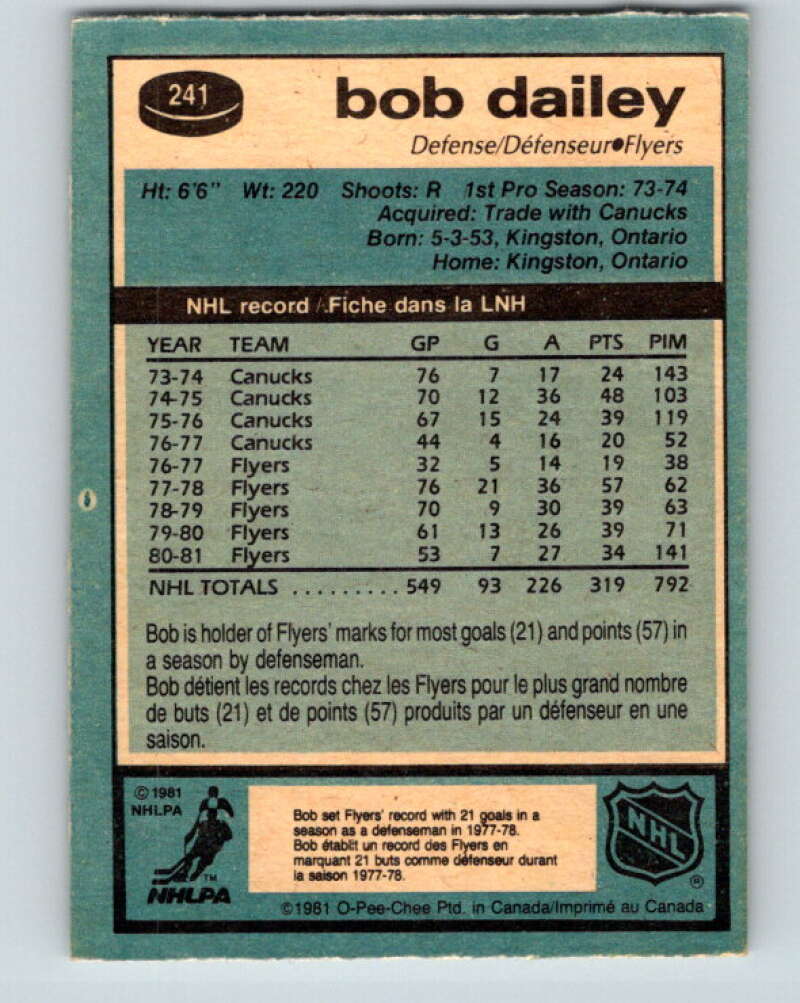 241
bob dailey
Defense/Défenseur●Flyers
Ht: 6'6" Wt: 220 Shoots: R 1st Pro Season: 73-74
Acquired: Trade with Canucks
Born: 5-3-53, Kingston, Ontario
Home: Kingston, Ontario
NHL record / Fiche dans la LNH
YEAR TEAM GP G A PTS PIM
73-74 Canucks 76 7 17 24 143
74-75 Canucks 70 12 36 48 103
75-76 Canucks 67 15 24 39 119
76-77 Canucks 44 4 16 20 52
76-77 Flyers 32 5 14 19 38
77-78 Flyers 76 21 36 57 62
78-79 Flyers 70 9 30 39 63
79-80 Flyers 61 13 26 39 71
80-81 Flyers 53 7 27 34 141
NHL TOTALS ......... 549 93 226 319 792
Bob is holder of Flyers' marks for most goals (21) and points (57) in
a season by defenseman.
Bob détient les records chez les Flyers pour le plus grand nombre
de buts (21) et de points (57) produits par un défenseur en une
saison.
©1981
NHLPA
TM
NHLPA
Bob set Flyers' record with 21 goals in a
season as a defenseman in 1977-78.
Bob établit un record des Flyers en
marquant 21 buts comme défenseur durant
la saison 1977-78.
NHL
®
©1981 O-Pee-Chee Ptd. in Canada/Imprimé au Canada